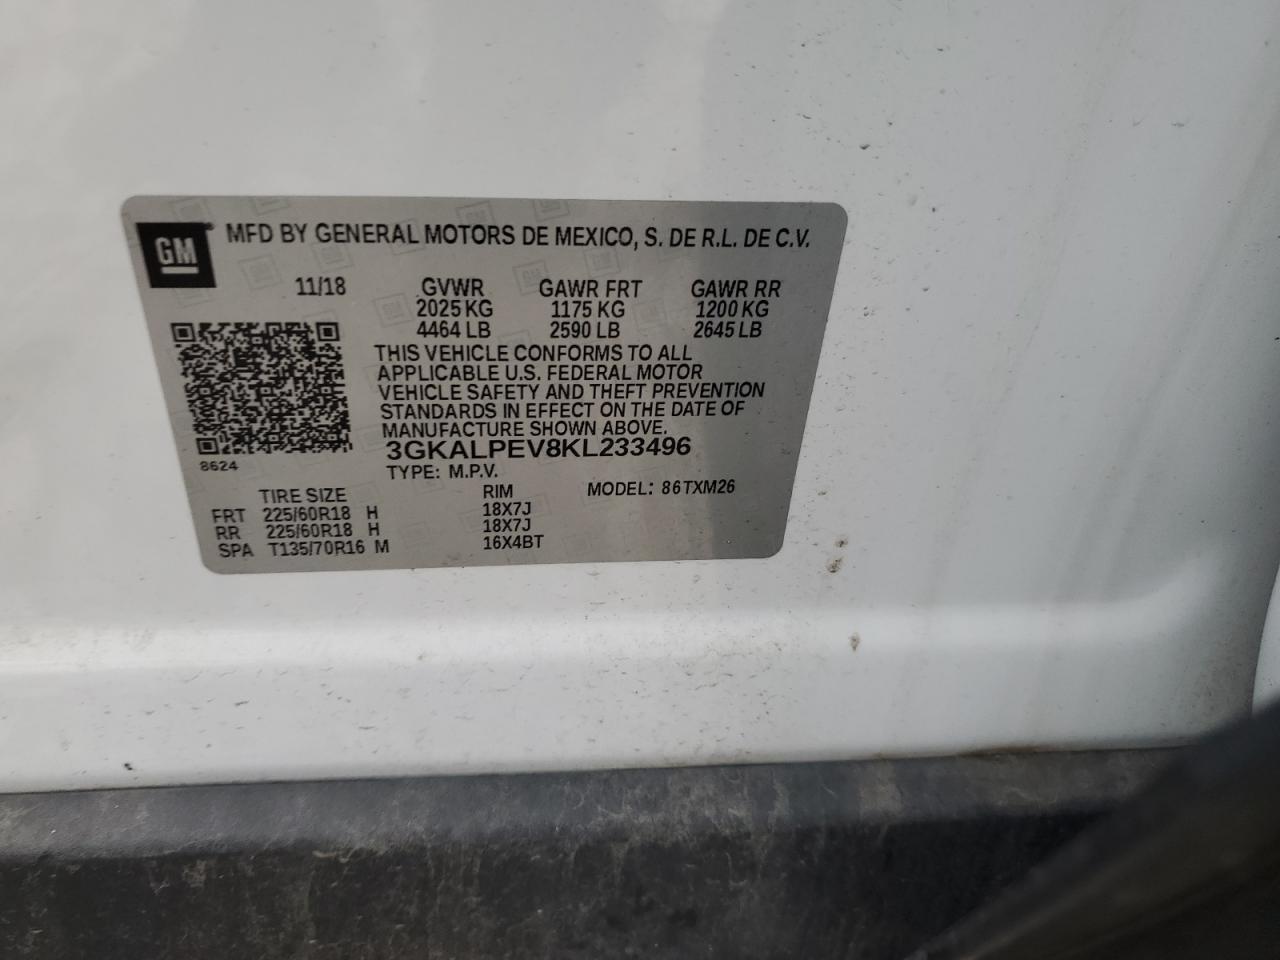 GM® MFD BY GENERAL MOTORS DE MEXICO, S. DE R.L. DE C.V.
11/18 GVWR GAWR FRT GAWR RR
2025 KG 1175 KG 1200 KG
4464 LB 2590 LB 2645 LB
THIS VEHICLE CONFORMS TO ALL
APPLICABLE U.S. FEDERAL MOTOR
VEHICLE SAFETY AND THEFT PREVENTION
STANDARDS IN EFFECT ON THE DATE OF
MANUFACTURE SHOWN ABOVE.
3GKALPEV8KL233496
8624 TYPE: M.P.V.
TIRE SIZE RIM MODEL: 86TXM26
FRT 225/60R18 H 18X7J
RR 225/60R18 H 18X7J
SPA T135/70R16 M 16X4BT